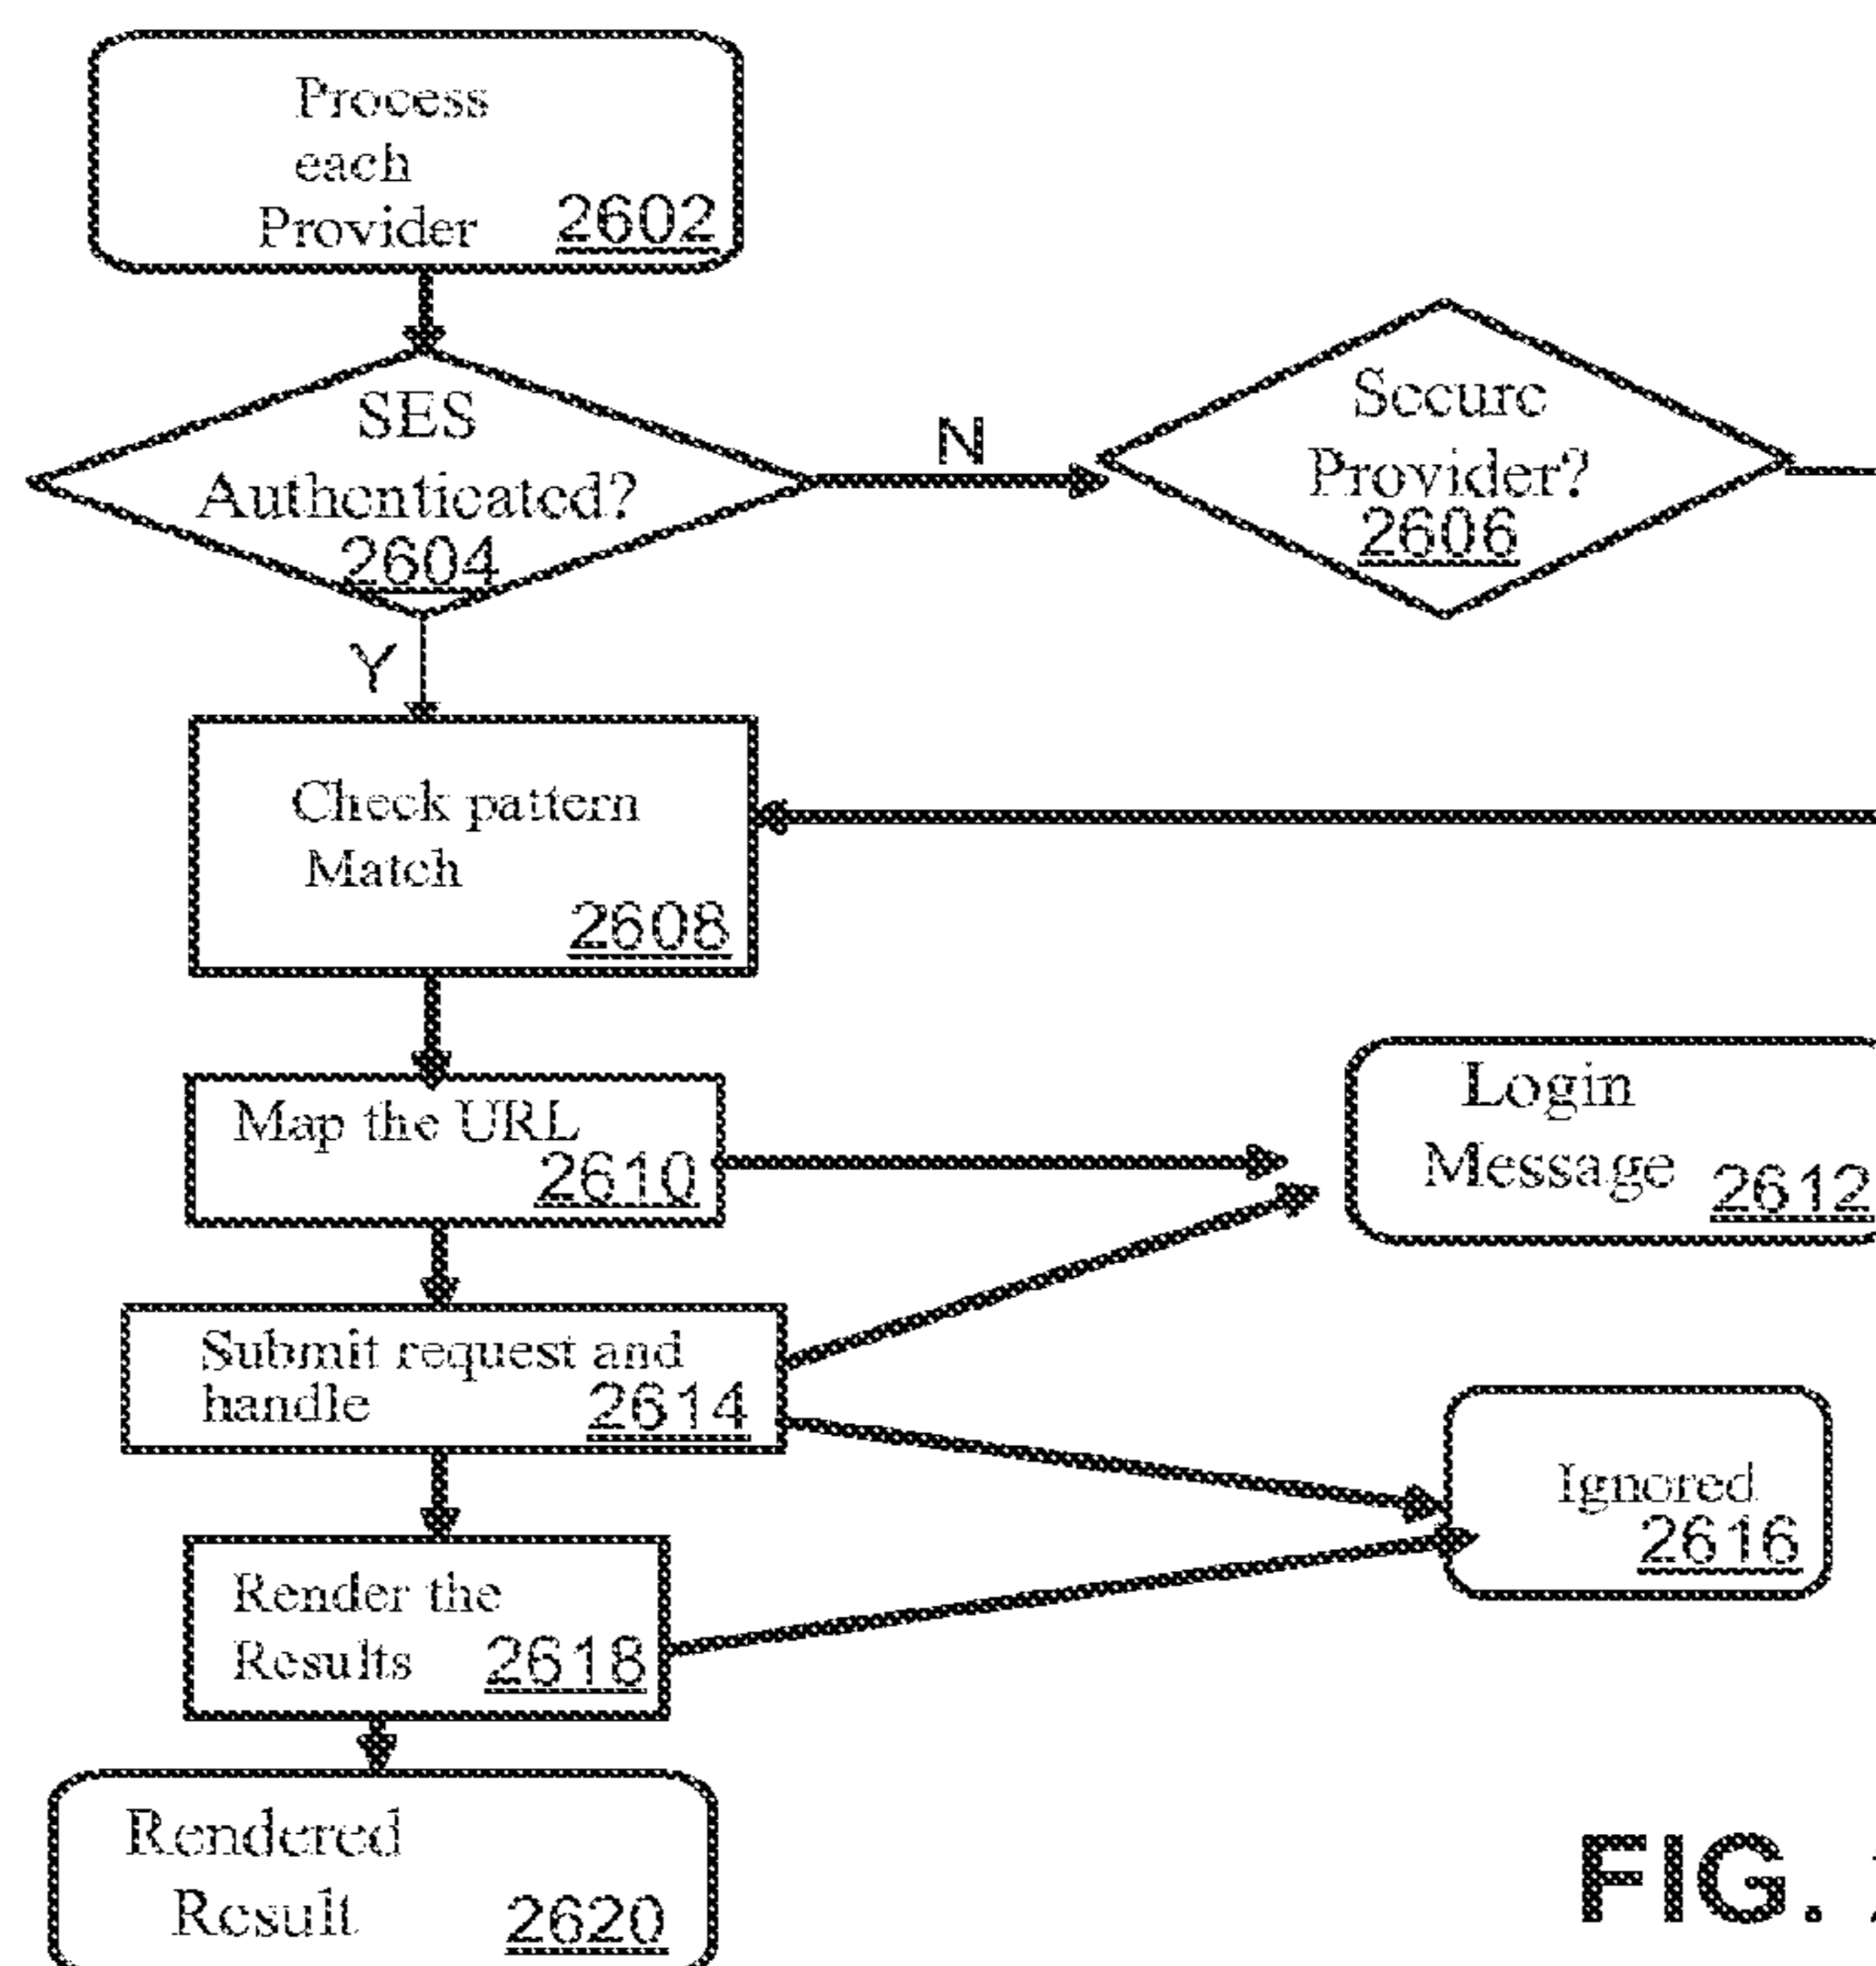 Process
each
Provider 2602
SES
Authenticated?
2604
N
Secure
Provider?
2606
Y
Check pattern
Match
2608
Map the URL
2610
Login
Message 2612
Submit request and
handle 2614
Ignored
2616
Render the
Results 2618
Rendered
Result 2620
FIG.